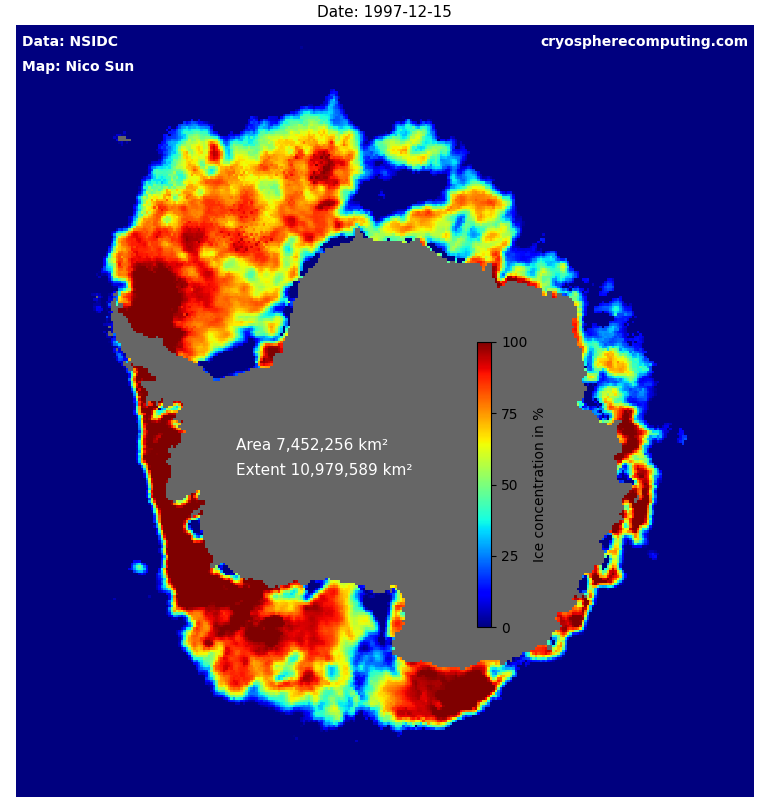 Date: 1997-12-15
Data: NSIDC
cryospherecomputing.com
Map: Nico Sun
100
75
50
25
0
Ice concentration in %
Area 7,452,256 km²
Extent 10,979,589 km²